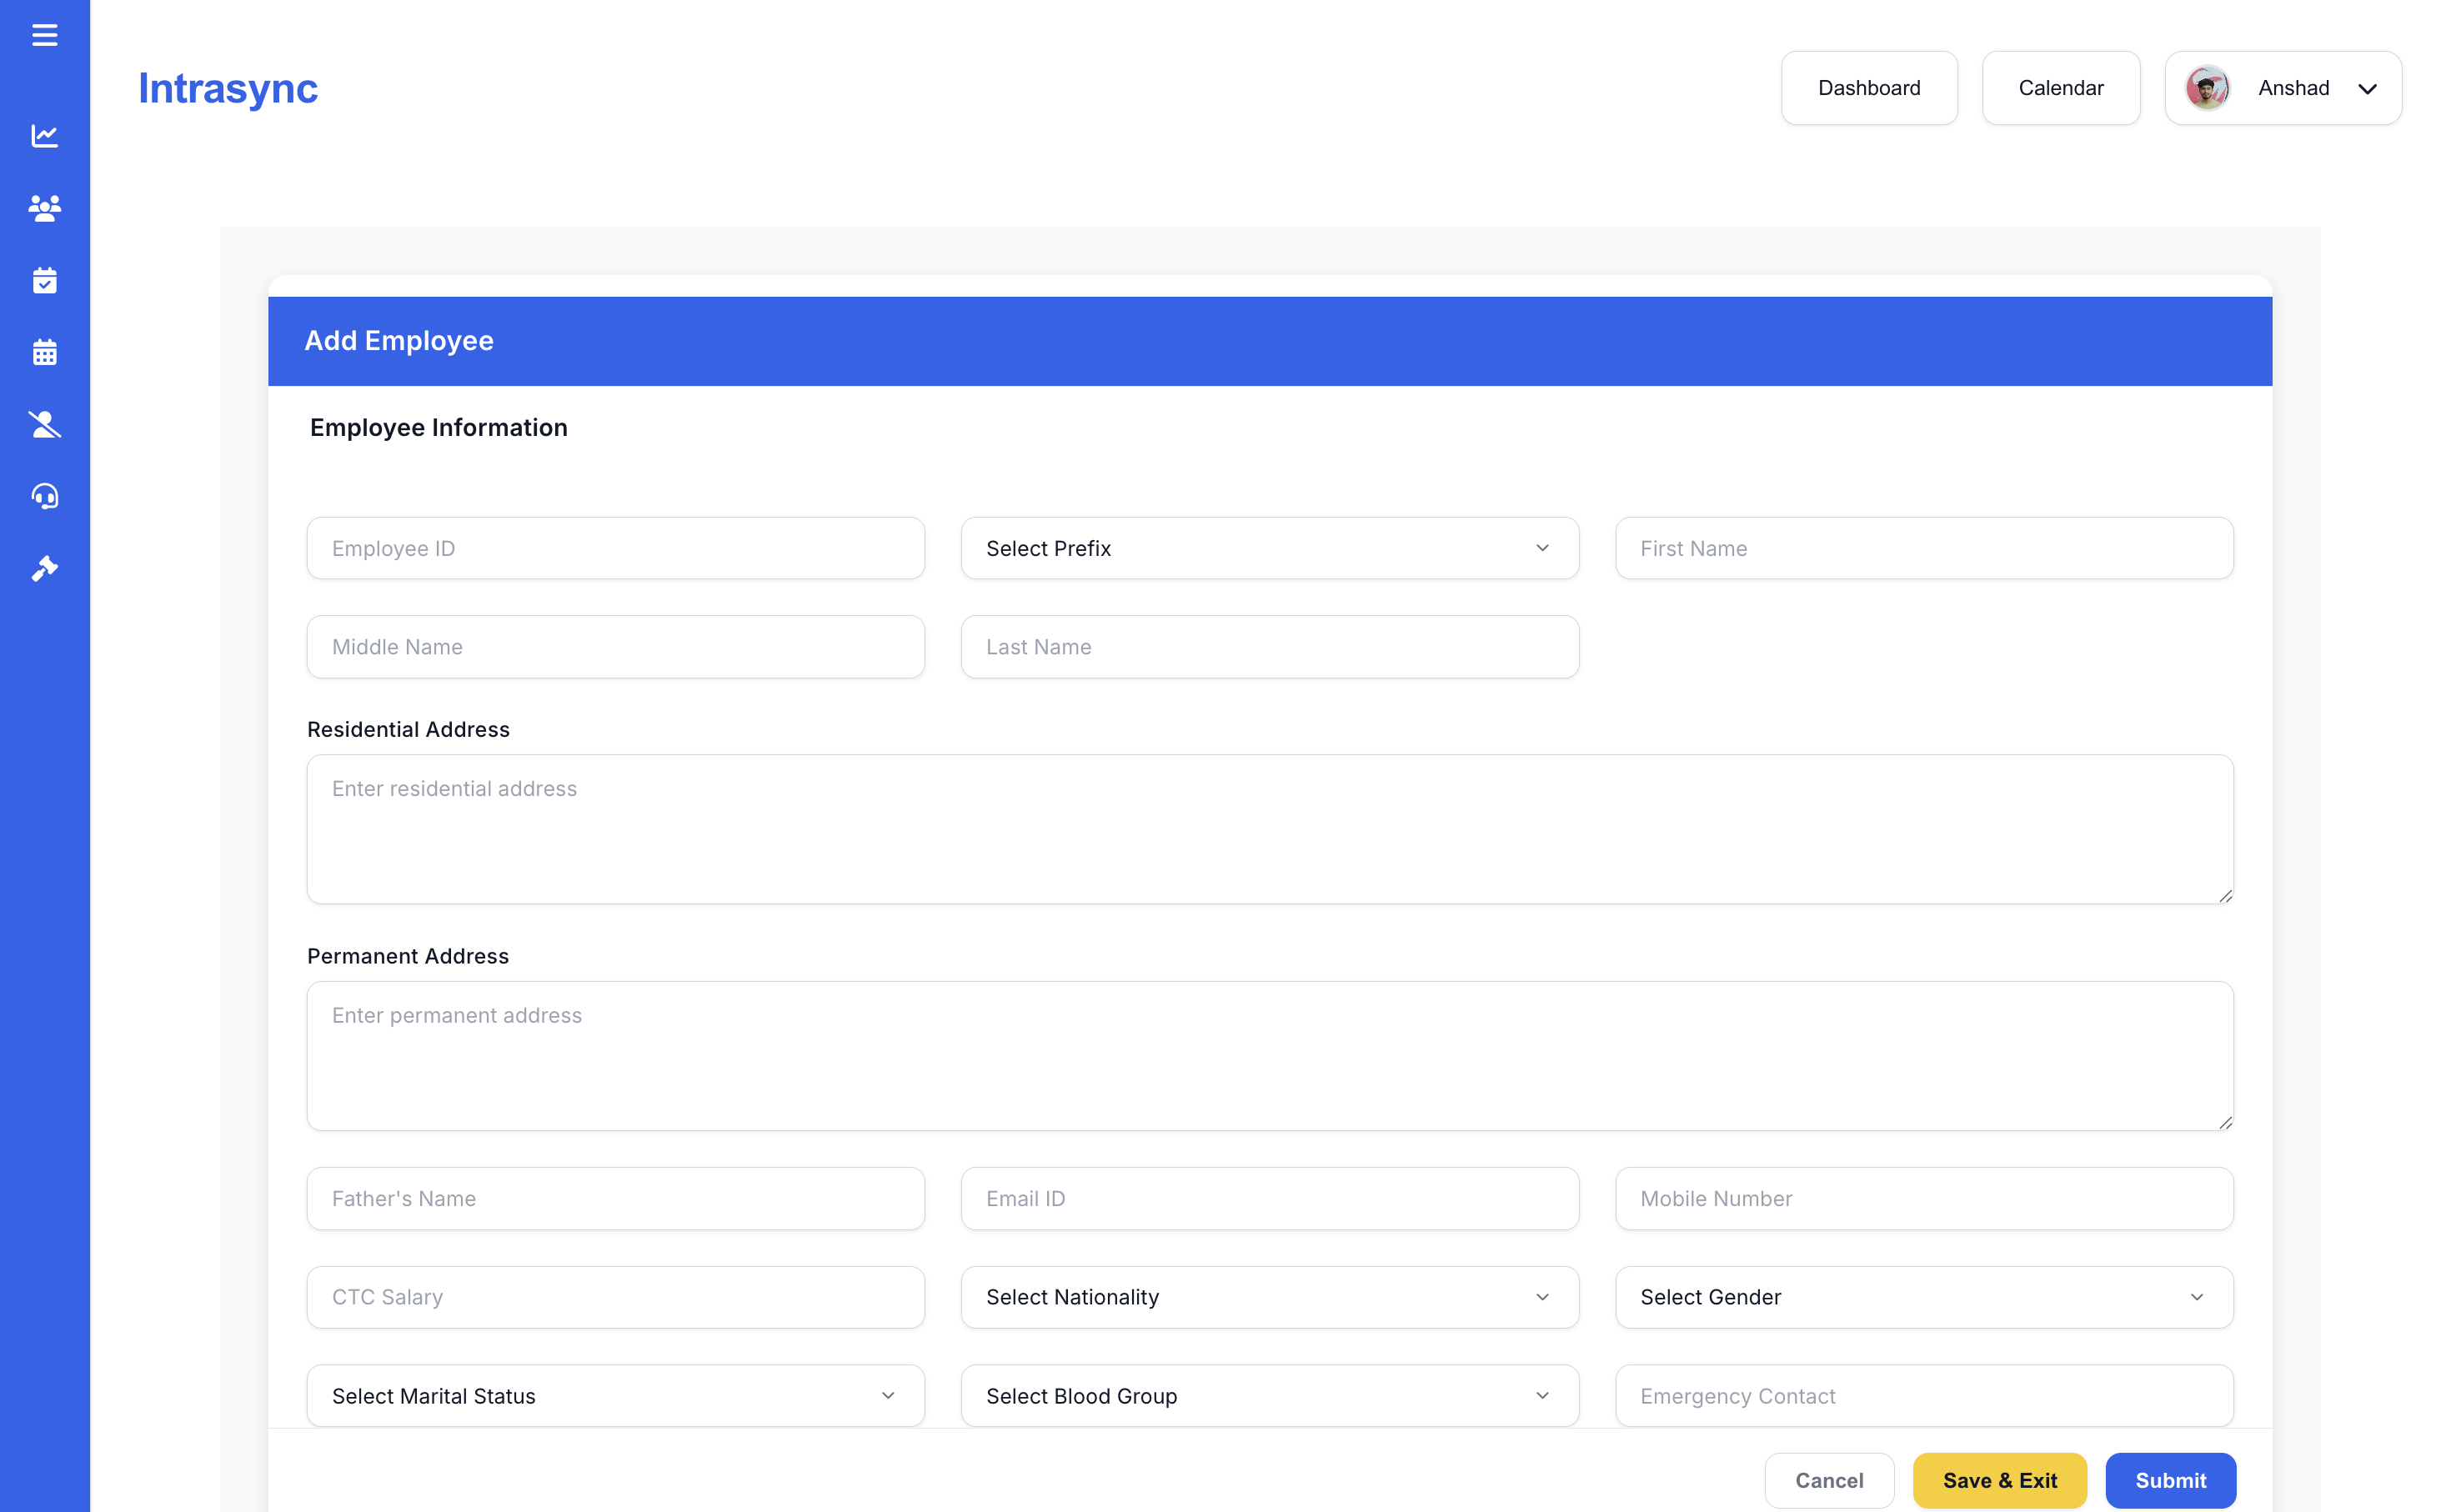 Intrasync
Dashboard
Calendar
Anshad
Add Employee
Employee Information
Employee ID
Select Prefix
First Name
Middle Name
Last Name
Residential Address
Enter residential address
Permanent Address
Enter permanent address
Father's Name
Email ID
Mobile Number
CTC Salary
Select Nationality
Select Gender
Select Marital Status
Select Blood Group
Emergency Contact
Cancel
Save & Exit
Submit